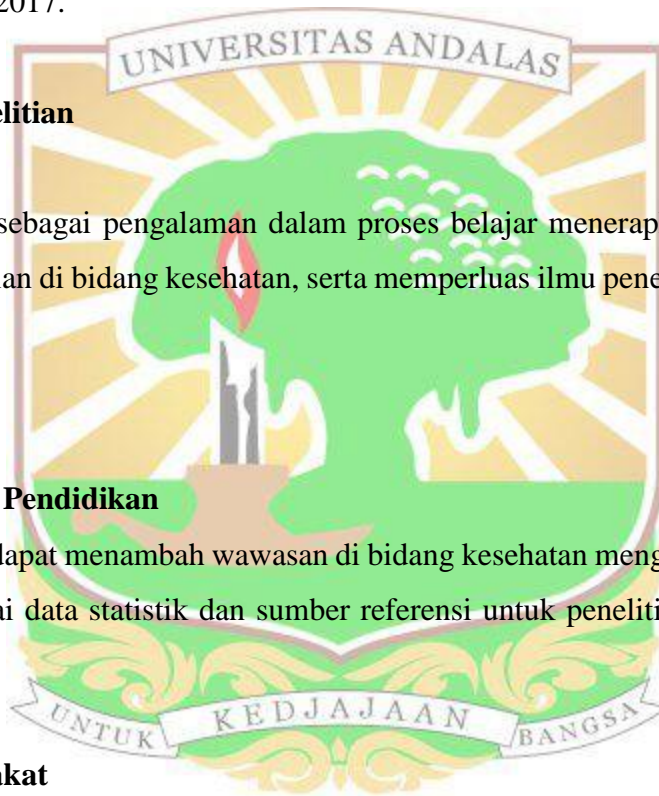 2017.
UNIVERSITAS ANDALAS
elitian
sebagai pengalaman dalam proses belajar menerap
an di bidang kesehatan, serta memperluas ilmu pene
Pendidikan
dapat menambah wawasan di bidang kesehatan meng
ai data statistik dan sumber referensi untuk peneliti
UNTUK KEDJAJAAN BANGSA
akat